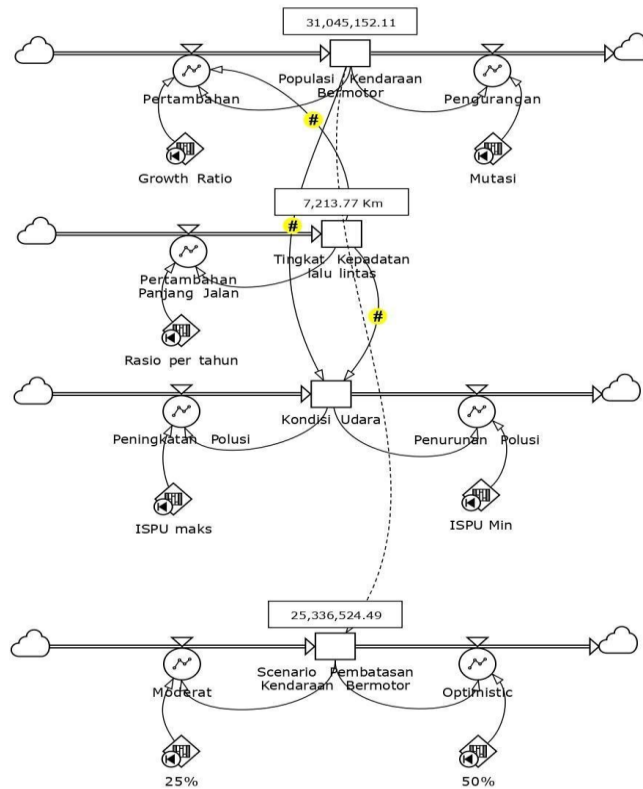 31,045,152.11
Populasi Kendaraan
Bermotor
Pertambahan
Pengurangan
#
Growth Ratio
Mutasi
7,213.77 Km
#
Tingkat Kepadatan
lalu lintas
Pertambahan
Panjang Jalan
#
Rasio per tahun
Kondisi Udara
Peningkatan Polusi
Penurunan Polusi
ISPU maks
ISPU Min
25,336,524.49
Scenario Pembatasan
Kendaraan Bermotor
Moderat
Optimistic
25%
50%